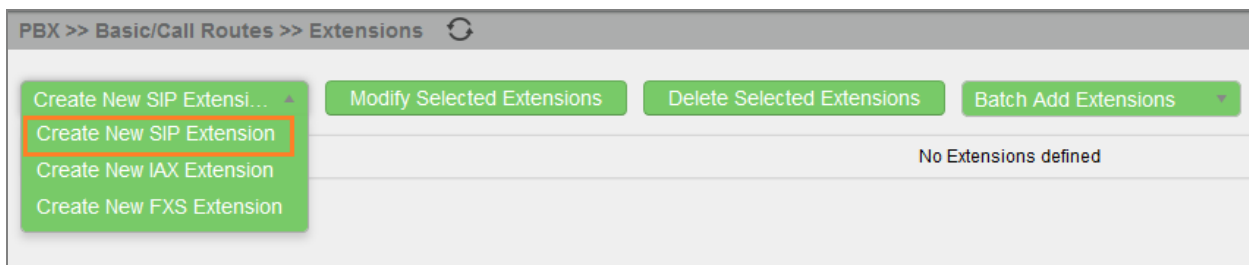 PBX >> Basic/Call Routes >> Extensions
Create New SIP Extensi... Modify Selected Extensions Delete Selected Extensions Batch Add Extensions
Create New SIP Extension
No Extensions defined
Create New IAX Extension
Create New FXS Extension